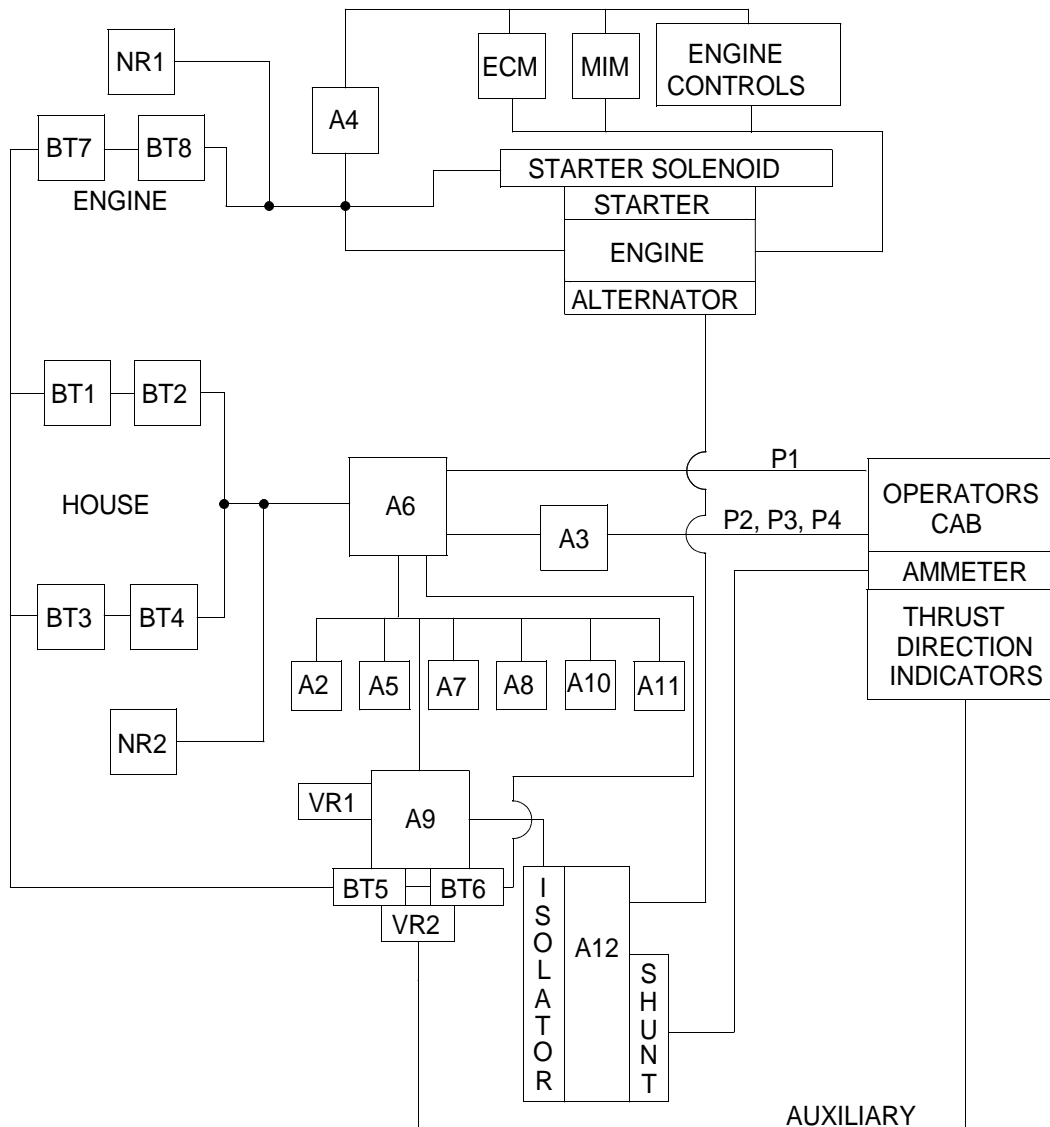 NR1
ECM
MIM
ENGINE
CONTROLS
A4
BT7
BT8
ENGINE
STARTER SOLENOID
STARTER
ENGINE
ALTERNATOR
BT1
BT2
HOUSE
A6
P1
OPERATORS
CAB
A3
P2, P3, P4
AMMETER
BT3
BT4
THRUST
DIRECTION
INDICATORS
A2
A5
A7
A8
A10
A11
NR2
VR1
A9
BT5
BT6
VR2
ISOLATOR
A12
SHUNT
AUXILIARY